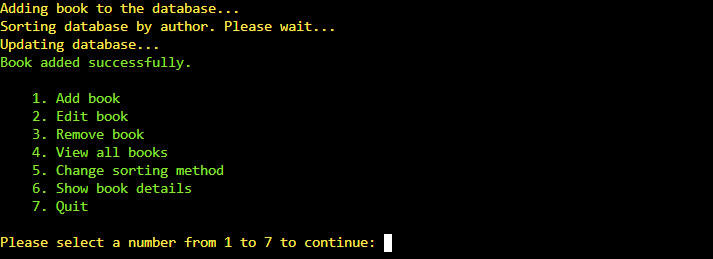 Adding book to the database...
Sorting database by author. Please wait...
Updating database...
Book added successfully.
1. Add book
2. Edit book
3. Remove book
4. View all books
5. Change sorting method
6. Show book details
7. Quit
Please select a number from 1 to 7 to continue: